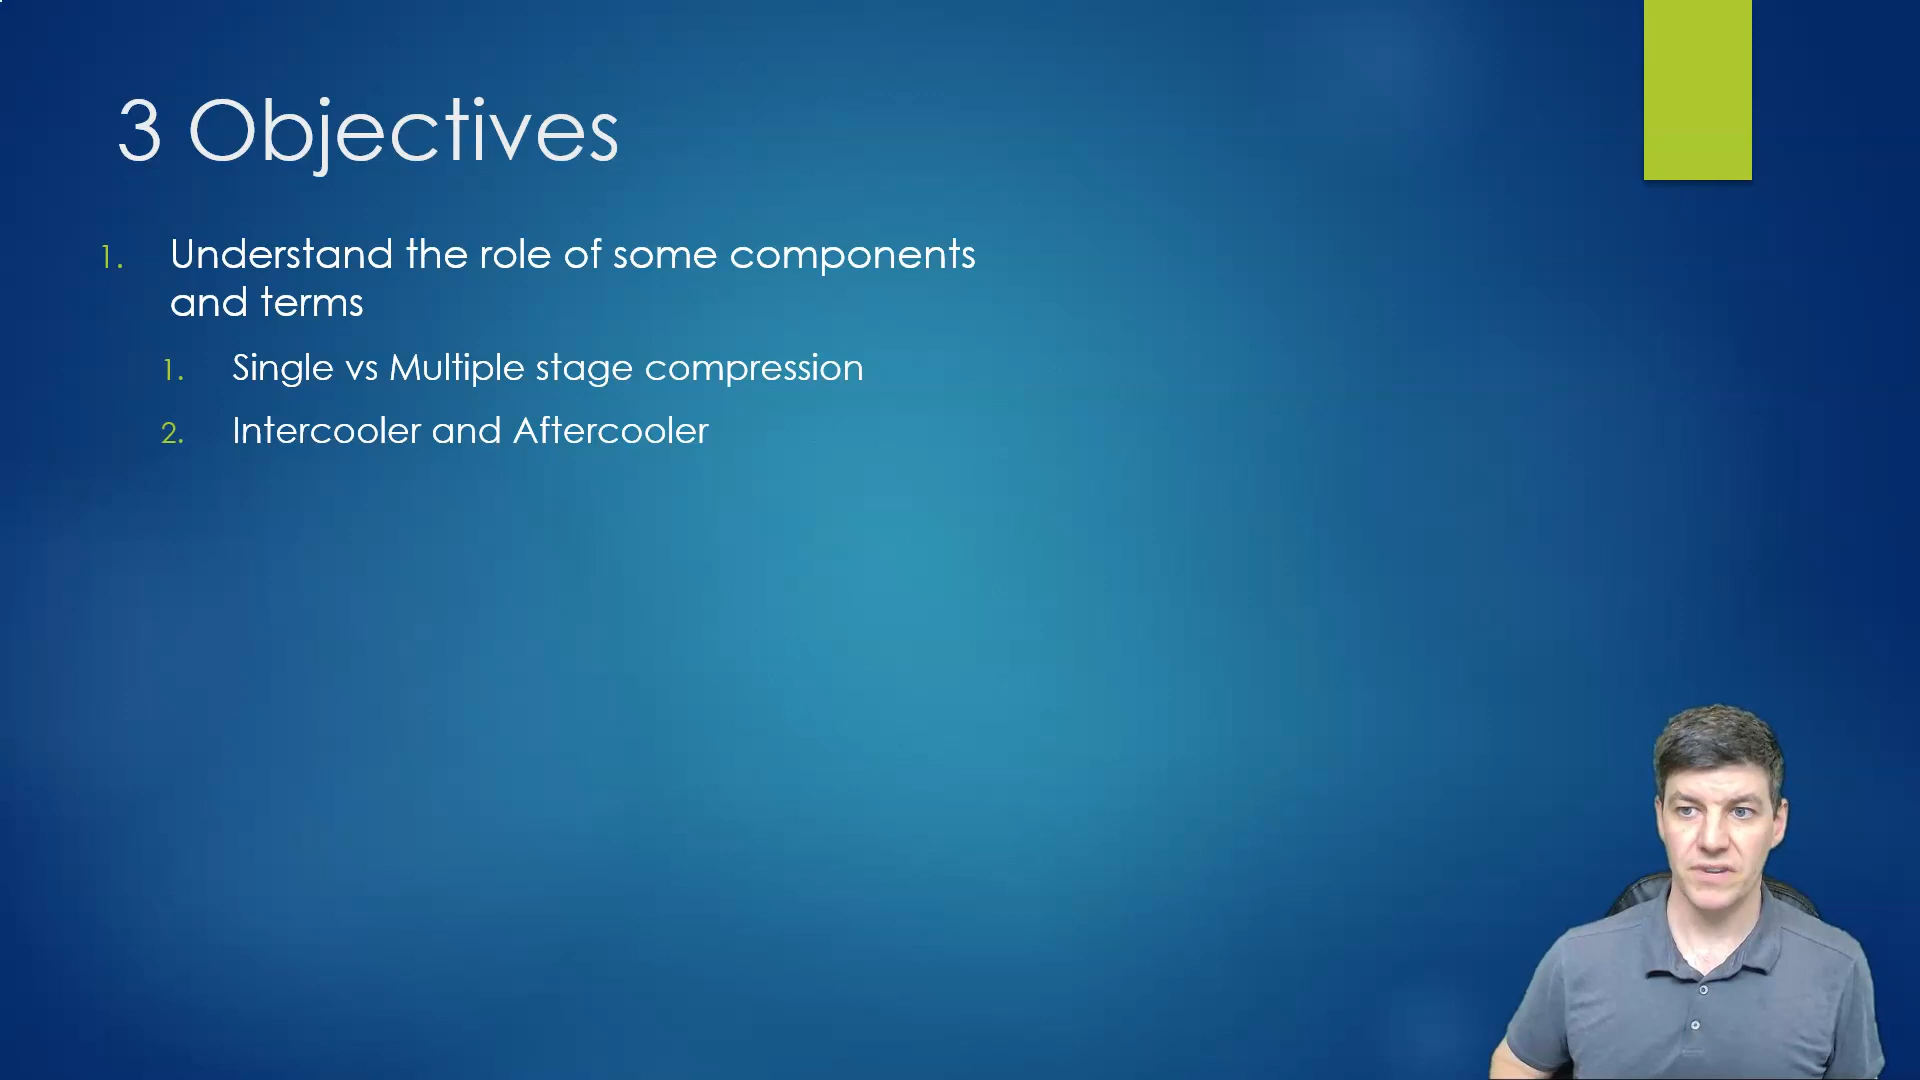 3 Objectives
1. Understand the role of some components
and terms
1. Single vs Multiple stage compression
2. Intercooler and Aftercooler